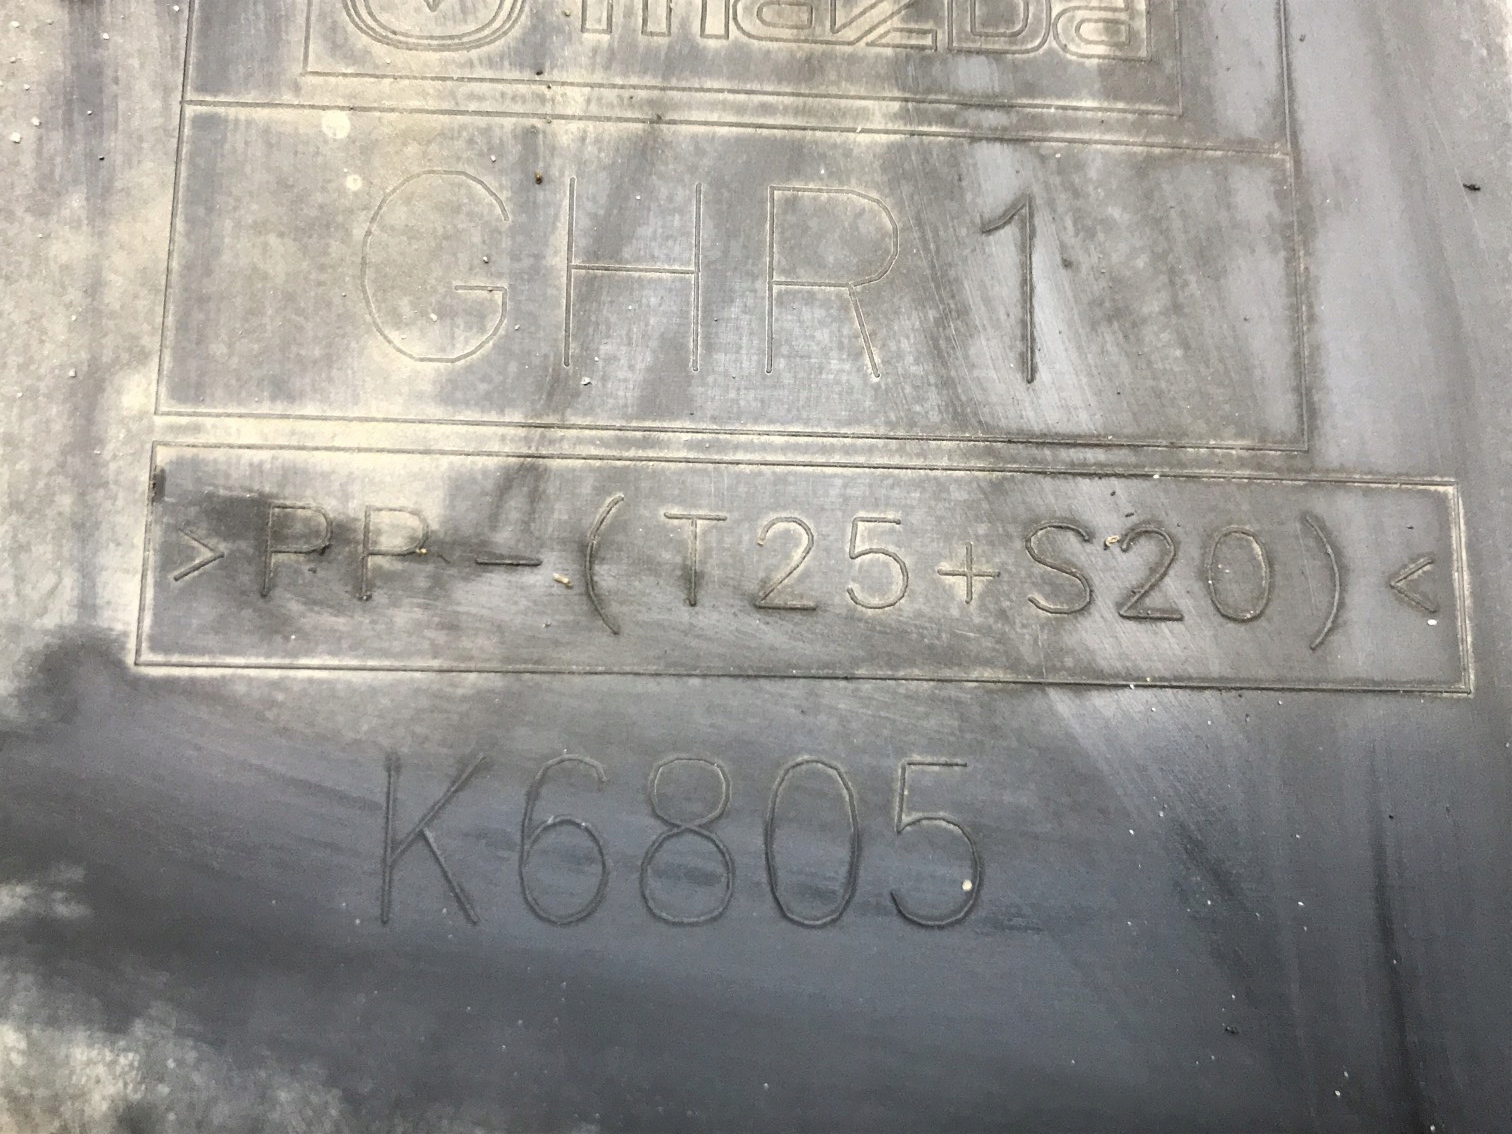 mazda
GHR1
>PP-(T25+S20)<
K6805